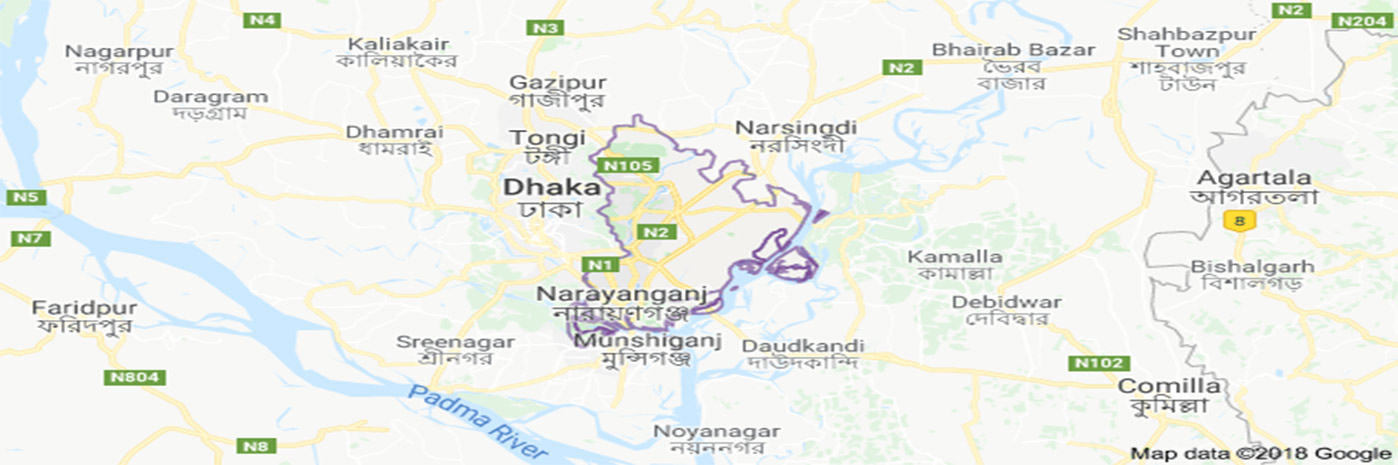 N4
N3
N2
N204
Nagarpur
নাগরপুর
Kaliakair
কালিয়াকৈর
Bhairab Bazar
ভৈরব
বাজার
Shahbazpur
Town
শাহবাজপুর
টাউন
N2
Gazipur
গাজীপুর
Daragram
দড়গ্রাম
Dhamrai
ধামরাই
Tongi
টঙ্গী
Narsingdi
নরসিংদী
N105
Dhaka
ঢাকা
Agartala
আগরতলা
N5
8
N7
N2
N1
Kamalla
কামাল্লা
Bishalgarh
বিশালগড়
Narayanganj
নারায়ণগঞ্জ
Debidwar
দেবিদ্বার
Faridpur
ফরিদপুর
Sreenagar
শ্রীনগর
Munshiganj
মুন্সিগঞ্জ
Daudkandi
দাউদকান্দি
N102
N804
Comilla
কুমিল্লা
Padma River
N8
Noyanagar
নয়ননগর
Map data ©2018 Google